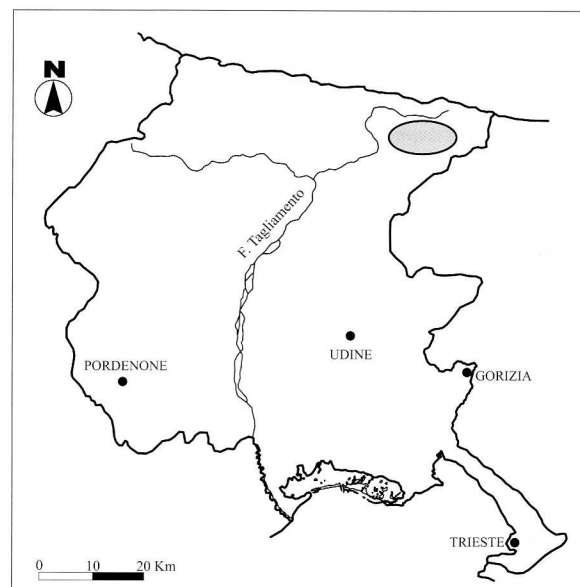 N
F. Tagliamento
UDINE
PORDENONE
GORIZIA
TRIESTE
0 10 20 Km